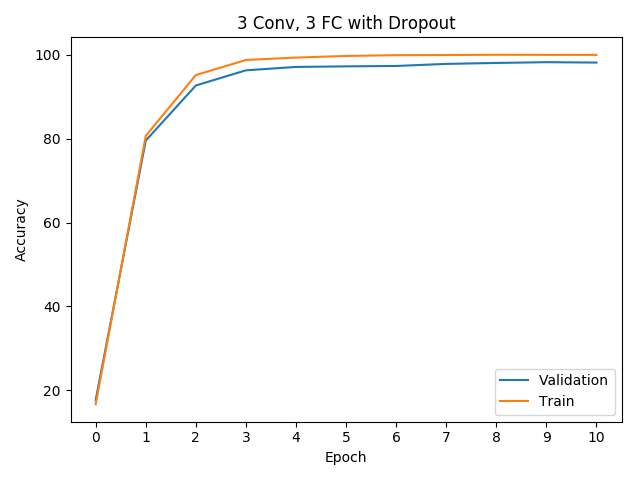 3 Conv, 3 FC with Dropout
100
80
60
40
20
Accuracy
Validation
Train
0 1 2 3 4 5 6 7 8 9 10
Epoch